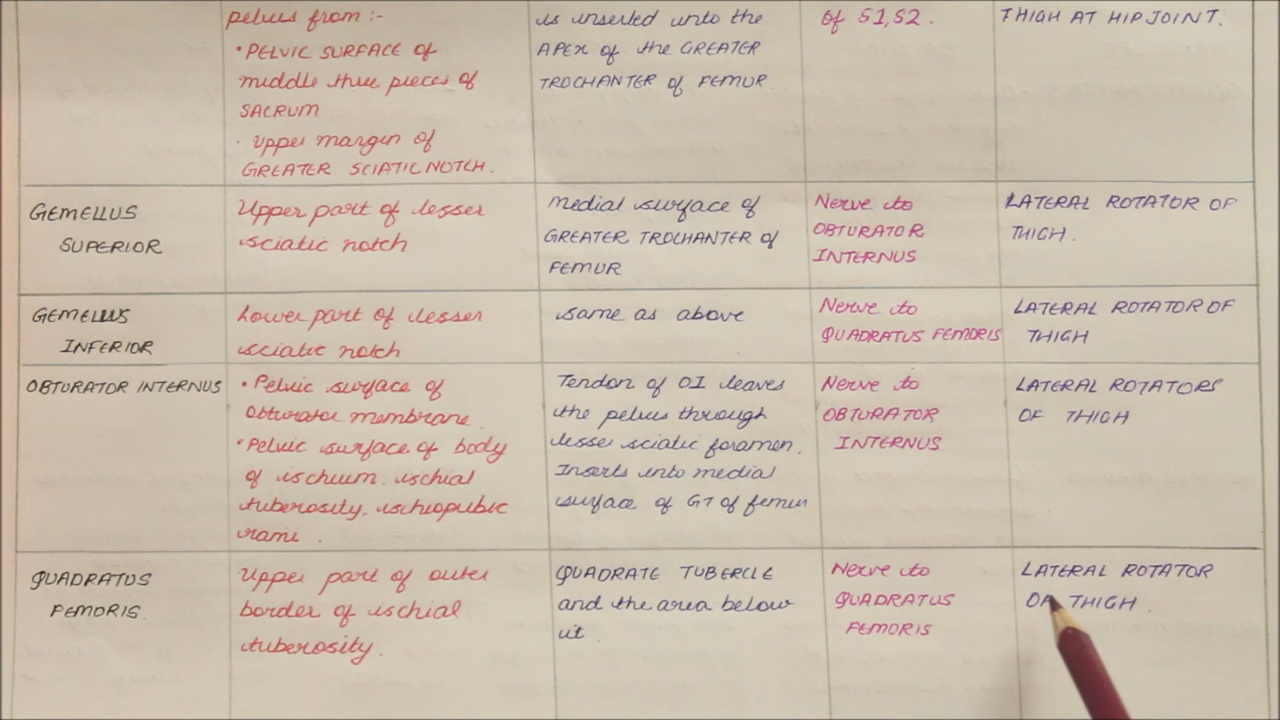 pelvis from :-
• PELVIC SURFACE of
middle three pieces of
SACRUM
• Upper margin of
GREATER SCIATIC NOTCH.
is inserted into the
APEX of the GREATER
TROCHANTER of FEMUR
of S1,S2.
THIGH AT HIP JOINT.
GEMELLUS
SUPERIOR
Upper part of lesser
sciatic notch
medial surface of
GREATER TROCHANTER of
FEMUR
Nerve to
OBTURATOR
INTERNUS
LATERAL ROTATOR OF
THIGH.
GEMELLUS
INFERIOR
Lower part of lesser
sciatic notch
same as above
Nerve to
QUADRATUS FEMORIS
LATERAL ROTATOR OF
THIGH
OBTURATOR INTERNUS
• Pelvic surface of
obturator membrane.
• Pelvic surface of body
of ischium, ischial
tuberosity, ischiopubic
rami.
Tendon of OI leaves
the pelvis through
lesser sciatic foramen.
Inserts into medial
surface of GT of femur
Nerve to
OBTURATOR
INTERNUS
LATERAL ROTATORS
OF THIGH
QUADRATUS
FEMORIS.
Upper part of outer
border of ischial
tuberosity.
QUADRATE TUBERCLE
and the area below
it
Nerve to
QUADRATUS
FEMORIS
LATERAL ROTATOR
OF THIGH.